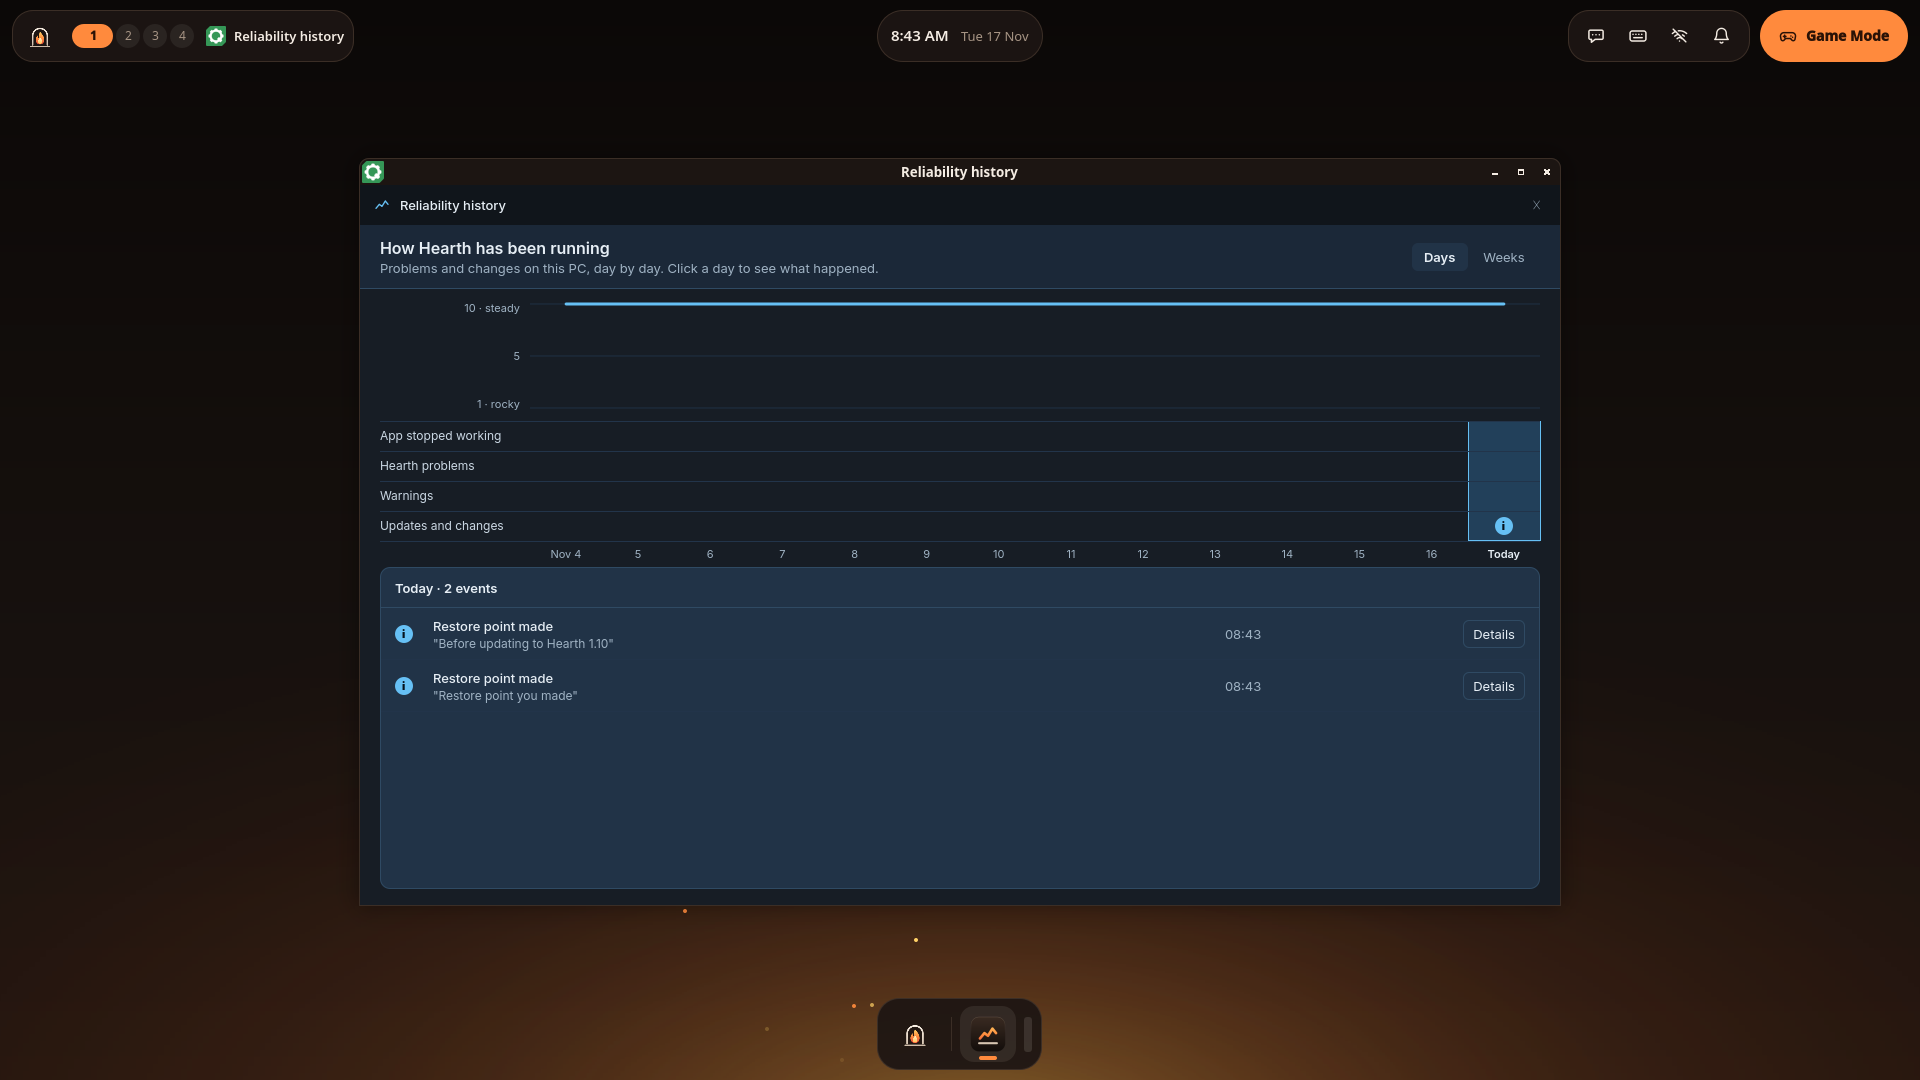 1 2 3 4 Reliability history
8:43 AM Tue 17 Nov
Game Mode
Reliability history
Reliability history X
How Hearth has been running
Problems and changes on this PC, day by day. Click a day to see what happened.
Days Weeks
10 · steady
5
1 · rocky
App stopped working
Hearth problems
Warnings
Updates and changes
Nov 4 5 6 7 8 9 10 11 12 13 14 15 16 Today
Today · 2 events
Restore point made
"Before updating to Hearth 1.10"
08:43 Details
Restore point made
"Restore point you made"
08:43 Details